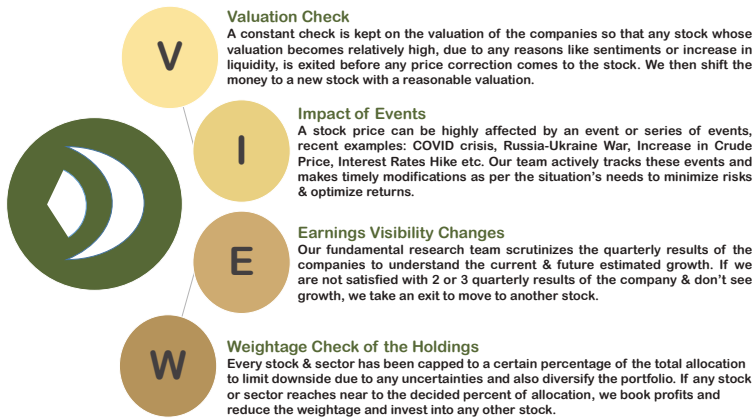 V
Valuation Check
A constant check is kept on the valuation of the companies so that any stock whose
valuation becomes relatively high, due to any reasons like sentiments or increase in
liquidity, is exited before any price correction comes to the stock. We then shift the
money to a new stock with a reasonable valuation.
I
Impact of Events
A stock price can be highly affected by an event or series of events,
recent examples: COVID crisis, Russia-Ukraine War, Increase in Crude
Price, Interest Rates Hike etc. Our team actively tracks these events and
makes timely modifications as per the situation's needs to minimize risks
& optimize returns.
E
Earnings Visibility Changes
Our fundamental research team scrutinizes the quarterly results of the
companies to understand the current & future estimated growth. If we
are not satisfied with 2 or 3 quarterly results of the company & don't see
growth, we take an exit to move to another stock.
W
Weightage Check of the Holdings
Every stock & sector has been capped to a certain percentage of the total allocation
to limit downside due to any uncertainties and also diversify the portfolio. If any stock
or sector reaches near to the decided percent of allocation, we book profits and
reduce the weightage and invest into any other stock.